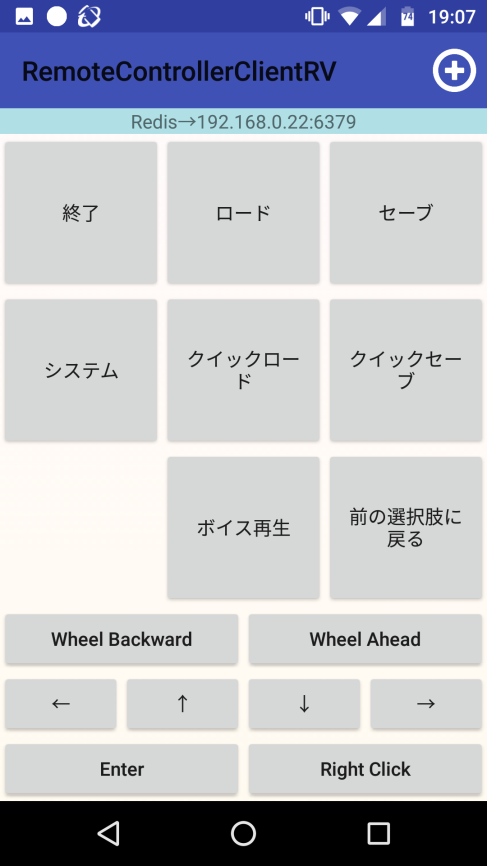 74 19:07
RemoteControllerClientRV
Redis→192.168.0.22:6379
終了
ロード
セーブ
システム
クイックロー
ド
クイックセー
ブ
ボイス再生
前の選択肢に
戻る
Wheel Backward
Wheel Ahead
←
↑
↓
→
Enter
Right Click